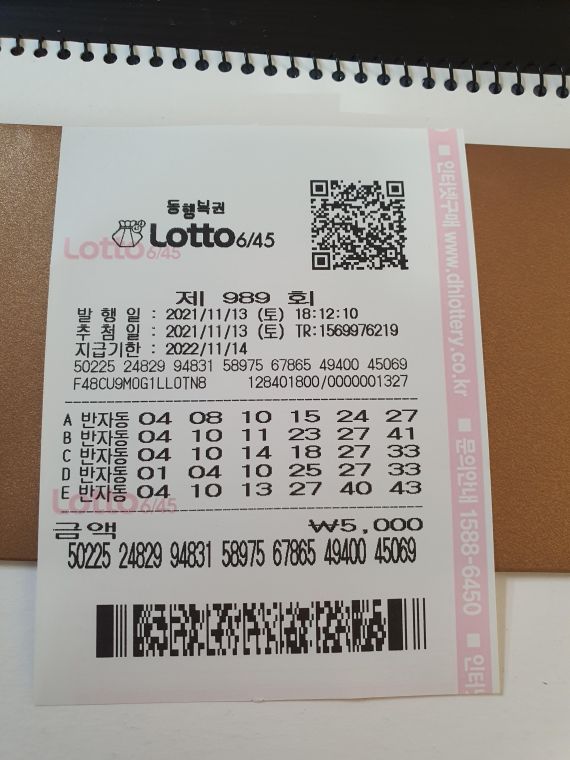 동행복권
Lotto 6/45
Lotto 6/45
제 989 회
발 행 일 : 2021/11/13 (토) 18:12:10
추 첨 일 : 2021/11/13 (토) TR:1569976219
지급기한 : 2022/11/14
50225 24829 94831 58975 67865 49400 45069
F48CU9MOG1LLOTN8 128401800/0000001327
A 반자동 04 08 10 15 24 27
B 반자동 04 10 11 23 27 41
C 반자동 04 10 14 18 27 33
D 반자동 01 04 10 25 27 33
E 반자동 04 10 13 27 40 43
Lotto 6/45
금액 ₩5,000
50225 24829 94831 58975 67865 49400 45069
■ 인터넷구매 www.dhlottery.co.kr ■ 문의안내 1588-6450 ■ 인터넷